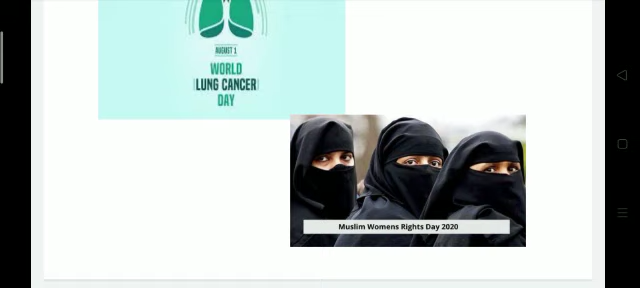 AUGUST 1
WORLD
LUNG CANCER
DAY
Muslim Womens Rights Day 2020